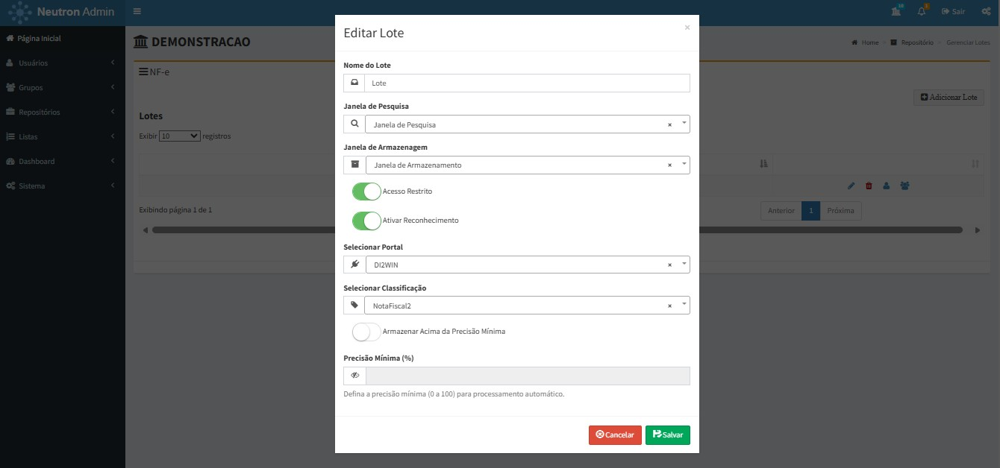 Neutron Admin
16
1
Sair
Página Inicial
Usuários
Grupos
Repositórios
Listas
Dashboard
Sistema
DEMONSTRACAO
Home
Repositório
Gerenciar Lotes
NF-e
Adicionar Lote
Lotes
Exibir 10 registros
Exibindo página 1 de 1
Anterior 1 Próxima
Editar Lote
×
Nome do Lote
Lote
Janela de Pesquisa
Janela de Pesquisa ×
Janela de Armazenagem
Janela de Armazenamento ×
Acesso Restrito
Ativar Reconhecimento
Selecionar Portal
DI2WIN ×
Selecionar Classificação
NotaFiscal2 ×
Armazenar Acima da Precisão Mínima
Precisão Mínima (%)
Defina a precisão mínima (0 a 100) para processamento automático.
Cancelar
Salvar